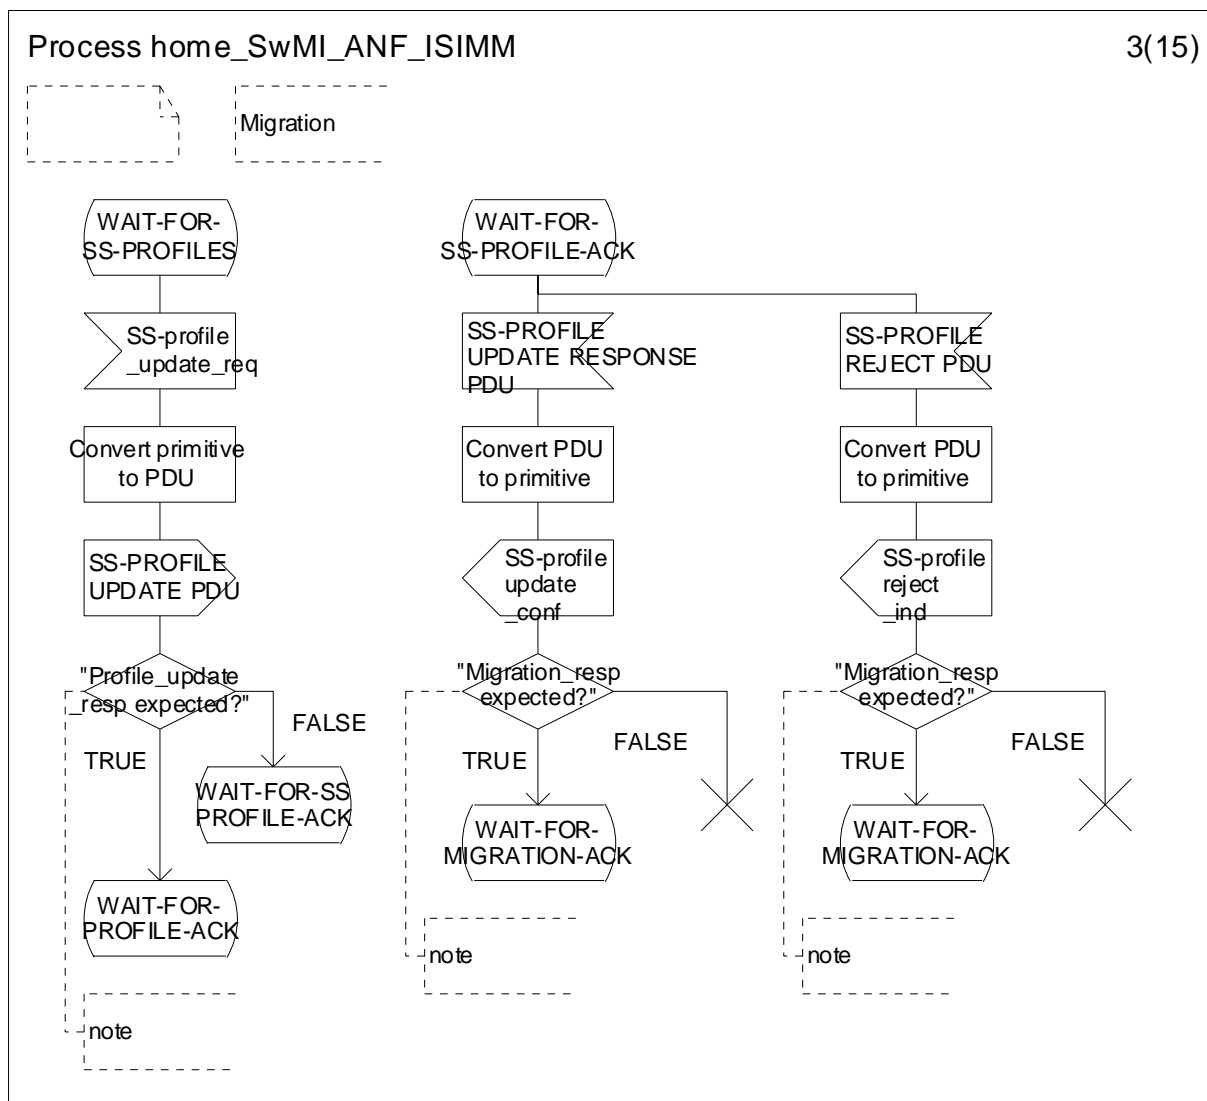 Process home_SwMI_ANF_ISIMM
3(15)
Migration
WAIT-FOR-
SS-PROFILES
SS-profile
_update_req
Convert primitive
to PDU
SS-PROFILE
UPDATE PDU
"Profile_update
_resp expected?"
FALSE
TRUE
WAIT-FOR-SS
PROFILE-ACK
WAIT-FOR-
PROFILE-ACK
note
WAIT-FOR-
SS-PROFILE-ACK
SS-PROFILE
UPDATE RESPONSE
PDU
Convert PDU
to primitive
SS-profile
update
_conf
"Migration_resp
expected?"
FALSE
TRUE
WAIT-FOR-
MIGRATION-ACK
note
SS-PROFILE
REJECT PDU
Convert PDU
to primitive
SS-profile
reject
_ind
"Migration_resp
expected?"
FALSE
TRUE
WAIT-FOR-
MIGRATION-ACK
note